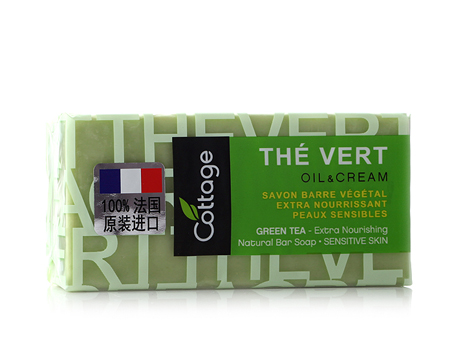 THEVERT
100% 法国
原装进口
Cottage
THÉ VERT
OIL & CREAM
SAVON BARRE VÉGÉTAL
EXTRA NOURRISSANT
PEAUX SENSIBLES
GREEN TEA - Extra Nourishing
Natural Bar Soap • SENSITIVE SKIN